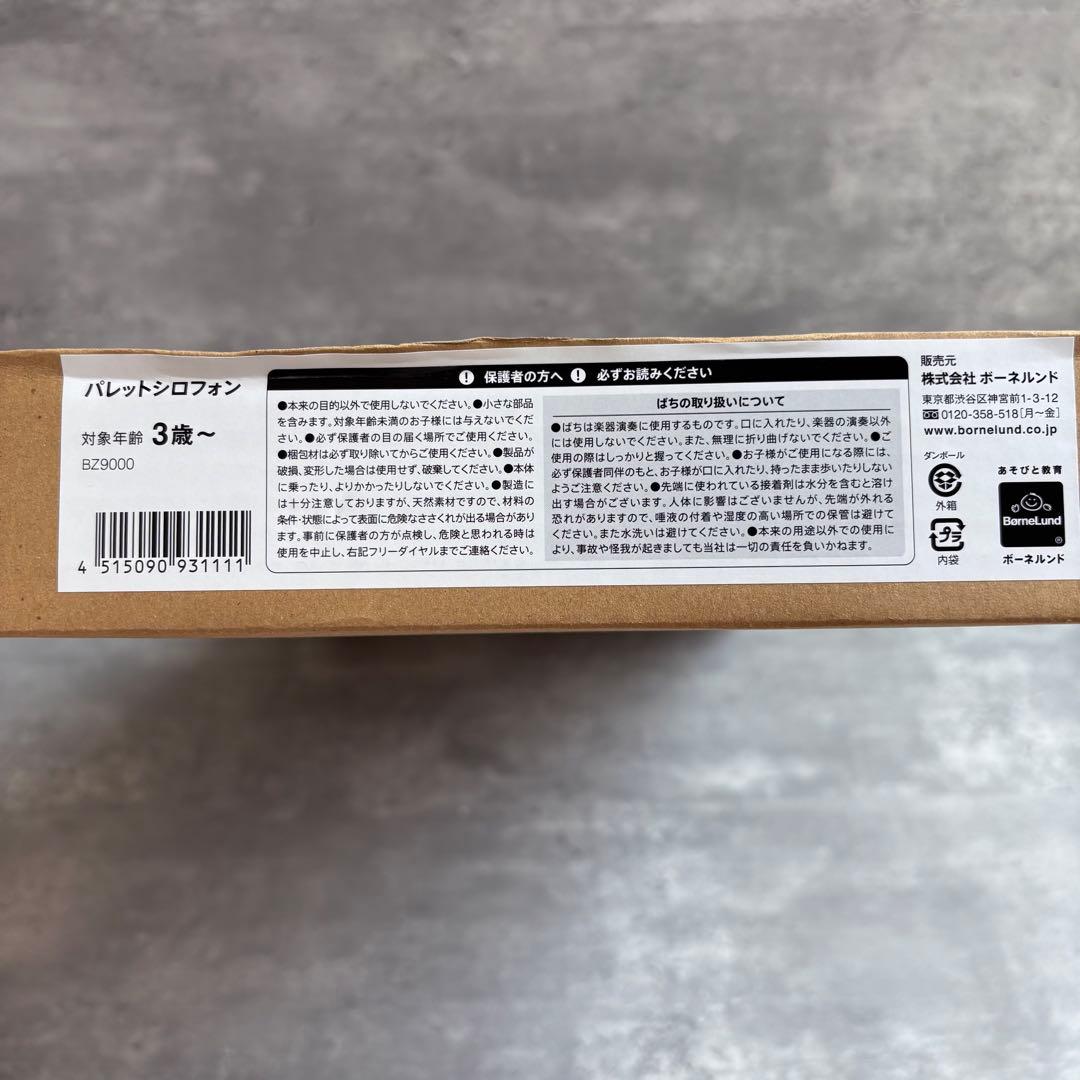 パレットシロフォン
対象年齢 3歳～
BZ9000
4 515090 931111
! 保護者の方へ ! 必ずお読みください
●本来の目的以外で使用しないでください。●小さな部品
を含みます。対象年齢未満のお子様には与えないでくだ
さい。●必ず保護者の目の届く場所でご使用ください。
●梱包材は必ず取り除いてからご使用ください。●製品が
破損、変形した場合は使用せず、破棄してください。●本体
に乗ったり、よりかかったりしないでください。●製造に
は十分注意しておりますが、天然素材ですので、材料の
条件・状態によって表面に危険なささくれが出る場合があり
ます。事前に保護者の方が点検し、危険と思われる時は
使用を中止し、右記フリーダイヤルまでご連絡ください。
ばちの取り扱いについて
●ばちは楽器演奏に使用するものです。口に入れたり、楽器の演奏以外
には使用しないでください。また、無理に折り曲げないでください。●ご
使用の際はしっかりと握ってください。●お子様がご使用になる際には、
必ず保護者同伴のもと、お子様が口に入れたり、持ったまま歩いたりしない
ようご注意ください。●先端に使われている接着剤は水分を含むと溶け
出す場合がございます。人体に影響はございませんが、先端が外れる
恐れがありますので、唾液の付着や湿度の高い場所での保管は避けて
ください。また水洗いは避けてください。●本来の用途以外での使用に
より、事故や怪我が起きましても当社は一切の責任を負いかねます。
販売元
株式会社 ボーネルンド
東京都渋谷区神宮前1-3-12
0120-358-518[月～金]
www.bornelund.co.jp
ダンボール
外箱
プラ
内袋
あそびと教育
BørneLund
®
ボーネルンド